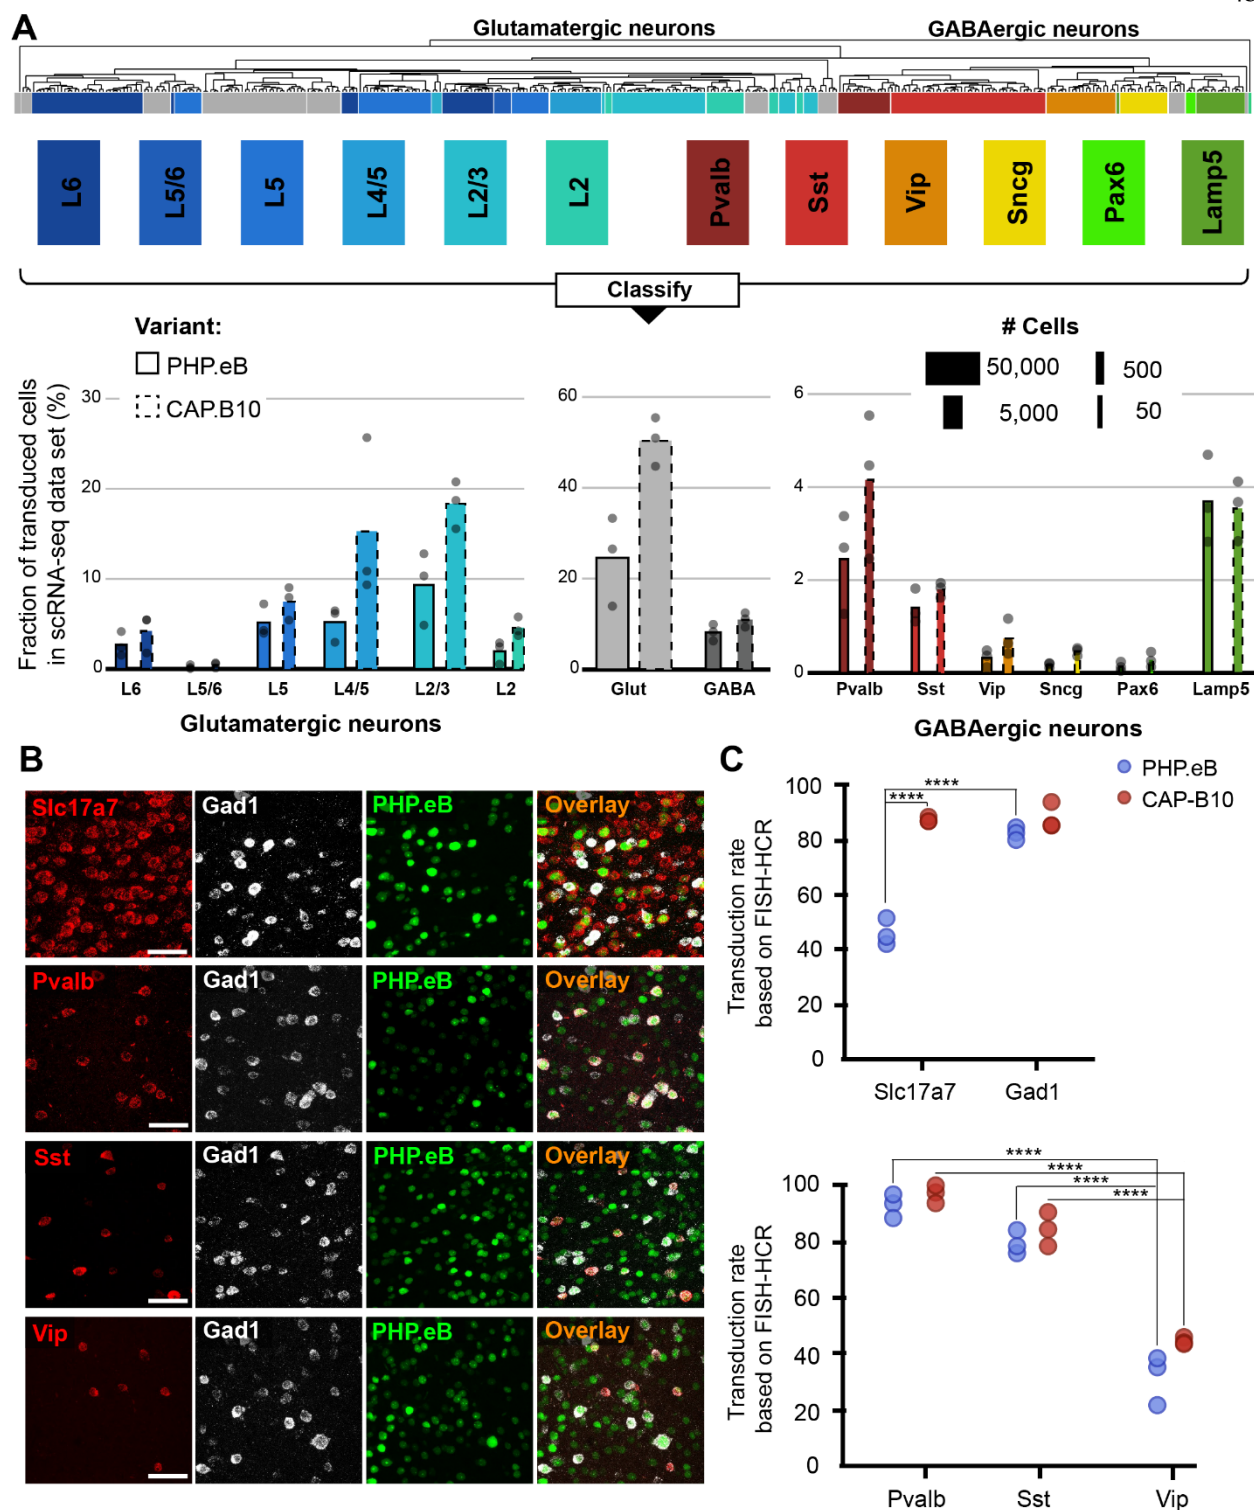 A
Glutamatergic neurons
GABAergic neurons
L6
L5/6
L5
L4/5
L2/3
L2
Pvalb
Sst
Vip
Sncg
Pax6
Lamp5
Classify
Variant:
PHP.eB
CAP.B10
# Cells
50,000
500
5,000
50
Fraction of transduced cells
in scRNA-seq data set (%)
30
20
10
0
L6 L5/6 L5 L4/5 L2/3 L2
Glutamatergic neurons
60
40
20
0
Glut GABA
6
4
2
0
Pvalb Sst Vip Sncg Pax6 Lamp5
GABAergic neurons
B
Slc17a7 Gad1 PHP.eB Overlay
Pvalb Gad1 PHP.eB Overlay
Sst Gad1 PHP.eB Overlay
Vip Gad1 PHP.eB Overlay
C
PHP.eB
CAP-B10
Transduction rate
based on FISH-HCR
100
80
60
40
20
0
****
****
Slc17a7 Gad1
Transduction rate
based on FISH-HCR
100
80
60
40
20
0
****
****
****
****
Pvalb Sst Vip